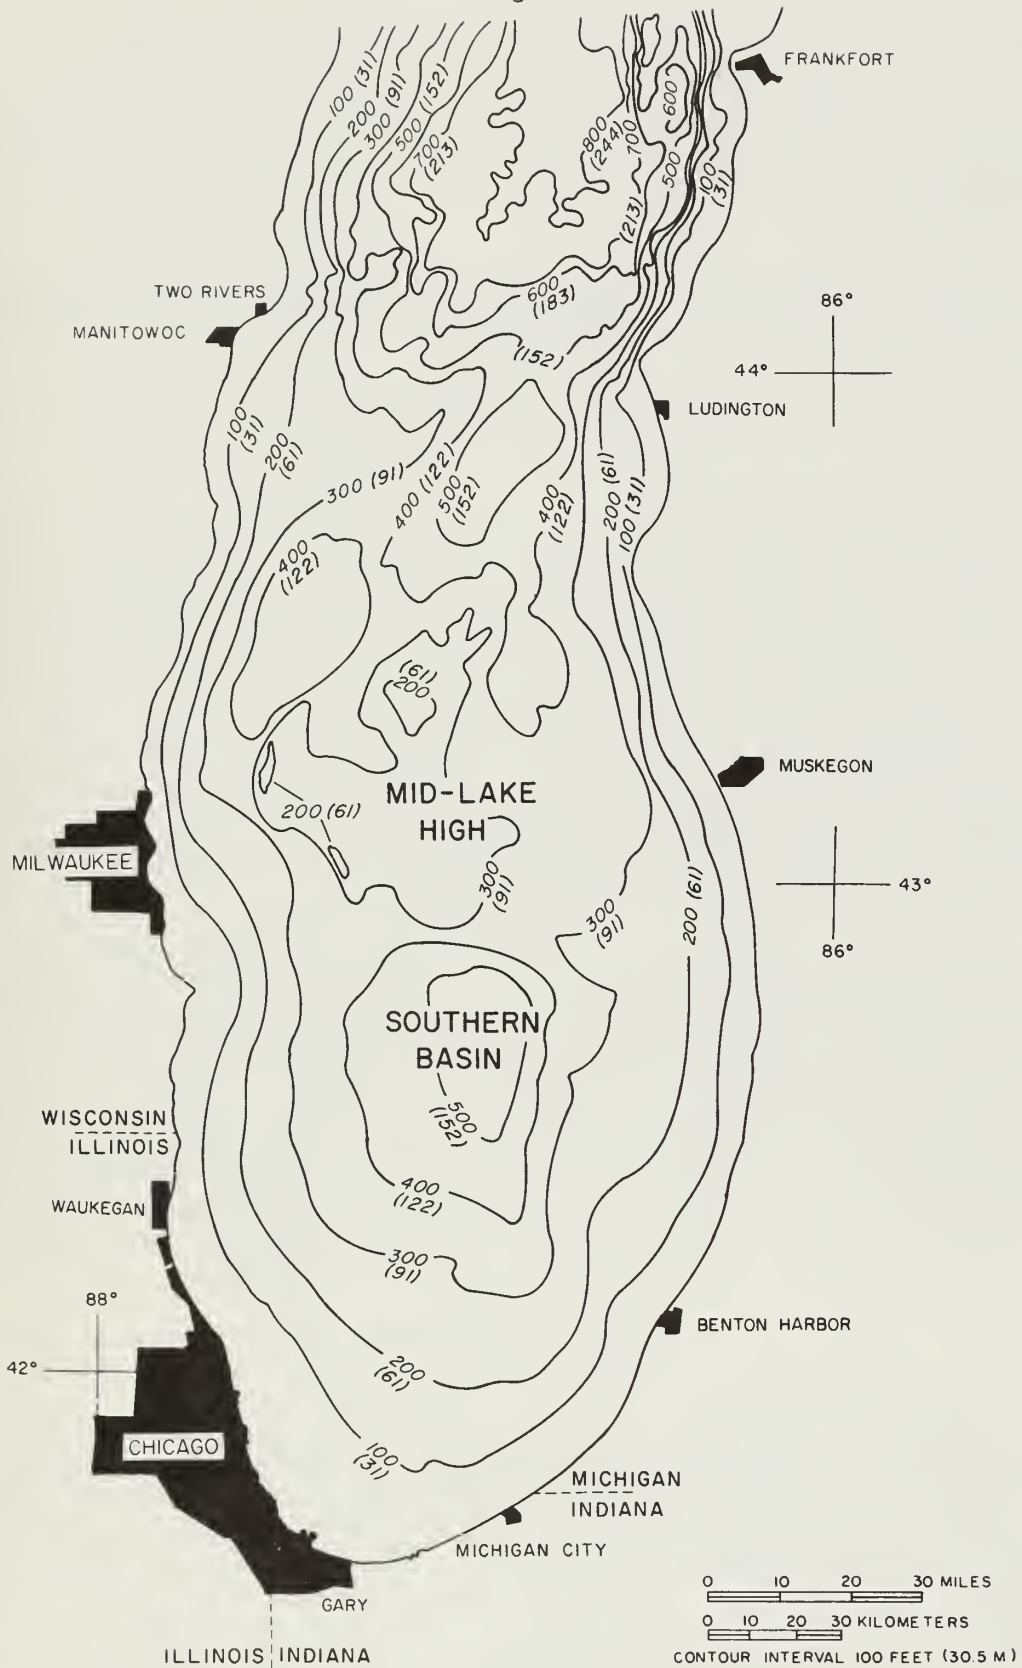 FRANKFORT
100 (31)
200
300 (91)
500 (152)
700
(213)
800
(244)
700
(213)
600
500
100
(31)
600
(183)
(152)
TWO RIVERS
MANITOWOC
86°
44°
LUDINGTON
100
(31)
200
(61)
300 (91)
400 (122)
500
(152)
400
(122)
200 (61)
100 (31)
400
(122)
(61)
200
MUSKEGON
MID-LAKE
HIGH
200 (61)
MILWAUKEE
300
(91)
300
(91)
200 (61)
43°
86°
SOUTHERN
BASIN
500
(152)
WISCONSIN
ILLINOIS
WAUKEGAN
400
(122)
300
(91)
88°
42°
BENTON HARBOR
200
(61)
CHICAGO
100
(31)
MICHIGAN
INDIANA
MICHIGAN CITY
GARY
ILLINOIS INDIANA
0 10 20 30 MILES
0 10 20 30 KILOMETERS
CONTOUR INTERVAL 100 FEET (30.5 M)